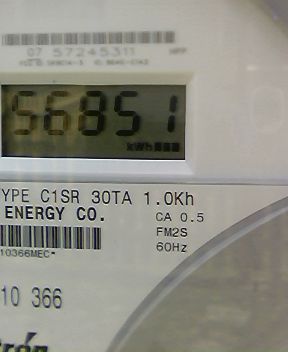 07 57245311
56851
kWh
YPE C1SR 30TA 1.0Kh
ENERGY CO.
CA 0.5
FM2S
60Hz
10366MEC*
10 366
trón